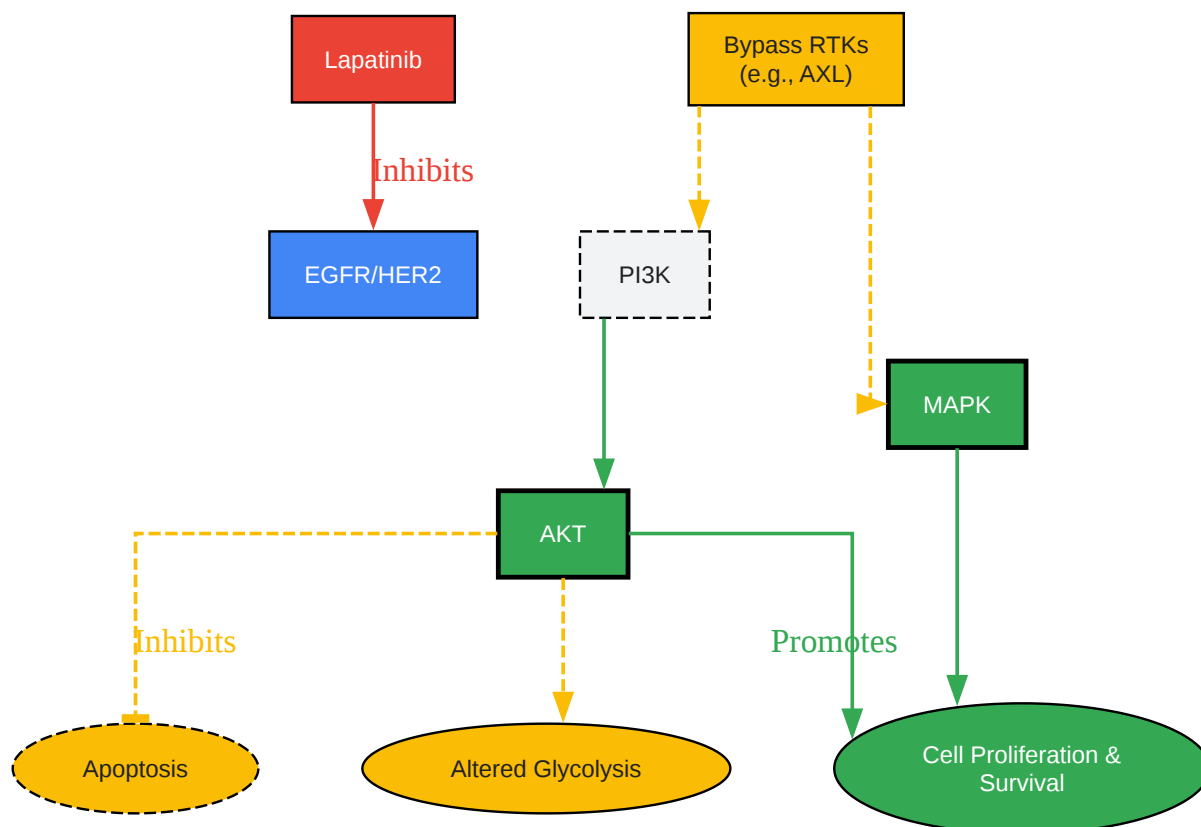 Lapatinib
Bypass RTKs
(e.g., AXL)
Inhibits
EGFR/HER2
PI3K
MAPK
AKT
Inhibits
Promotes
Apoptosis
Altered Glycolysis
Cell Proliferation &
Survival